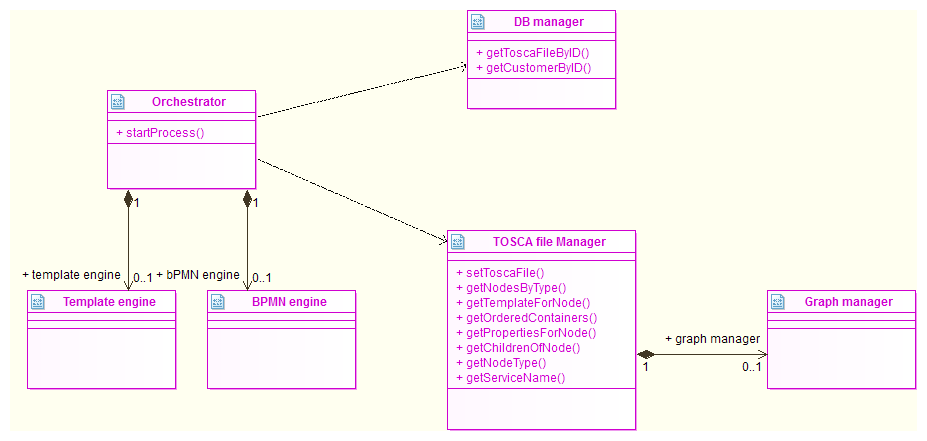 DB manager
+ getToscaFileByID()
+ getCustomerByID()
Orchestrator
+ startProcess()
1
1
+ template engine
0..1
+ bPMN engine
0..1
Template engine
BPMN engine
TOSCA file Manager
+ setToscaFile()
+ getNodesByType()
+ getTemplateForNode()
+ getOrderedContainers()
+ getPropertiesForNode()
+ getChildrenOfNode()
+ getNodeType()
+ getServiceName()
+ graph manager
1
0..1
Graph manager